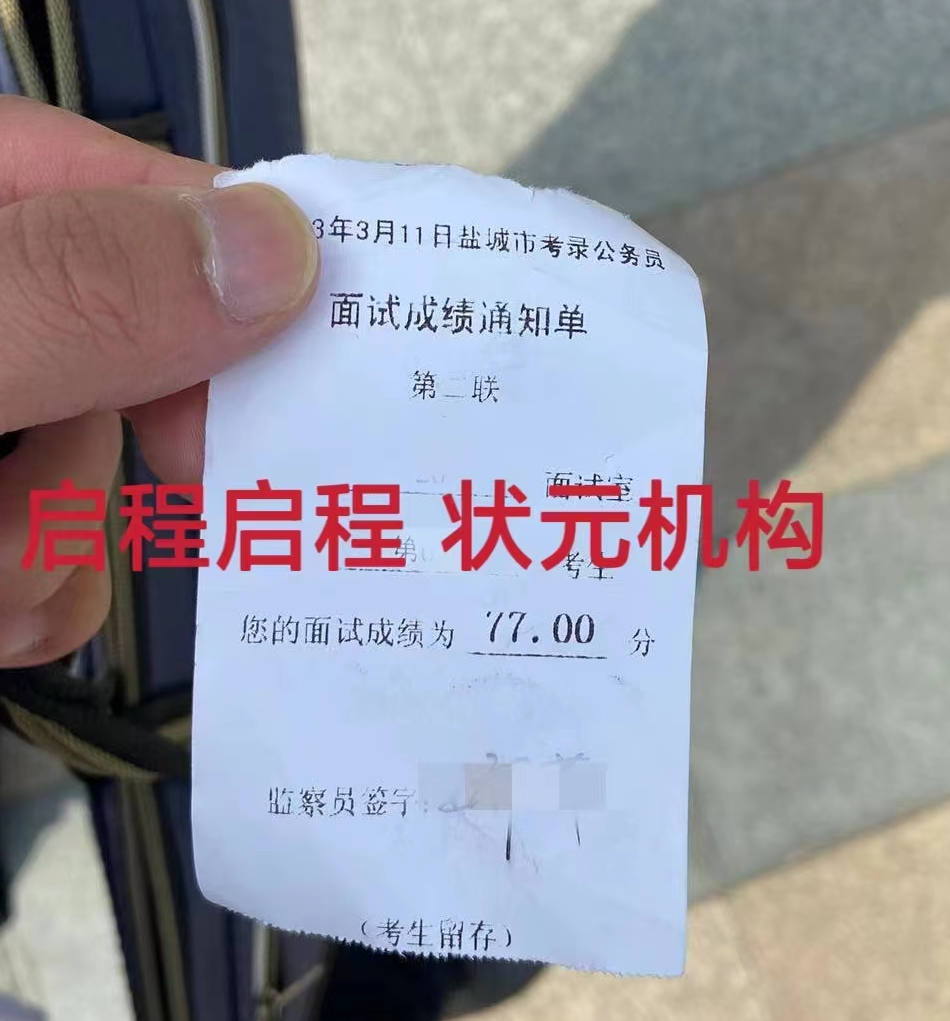 3年3月11日盐城市考录公务员
面试成绩通知单
第二联
面试室
启程启程 状元机构
第
考生
您的面试成绩为 77.00 分
监察员签字:
(考生留存)